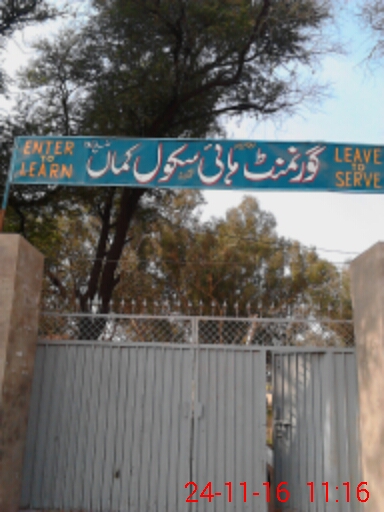 ENTER
TO
LEARN
گورنمنٹ ہائی سکول کماں
LEAVE
TO
SERVE
24-11-16 11:16